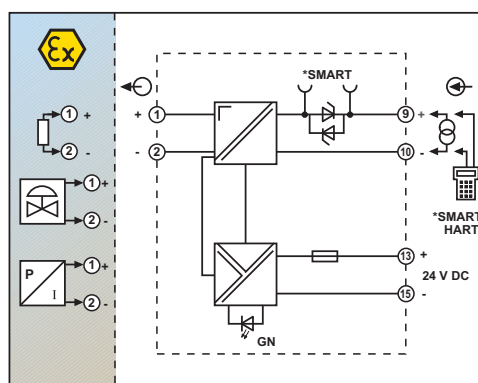 Ex
*SMART
+ 1
- 2
9 +
10 -
1 +
2 -
*SMART
HART
1 +
2 -
P
I
1 +
2 -
13 +
24 V DC
15 -
GN